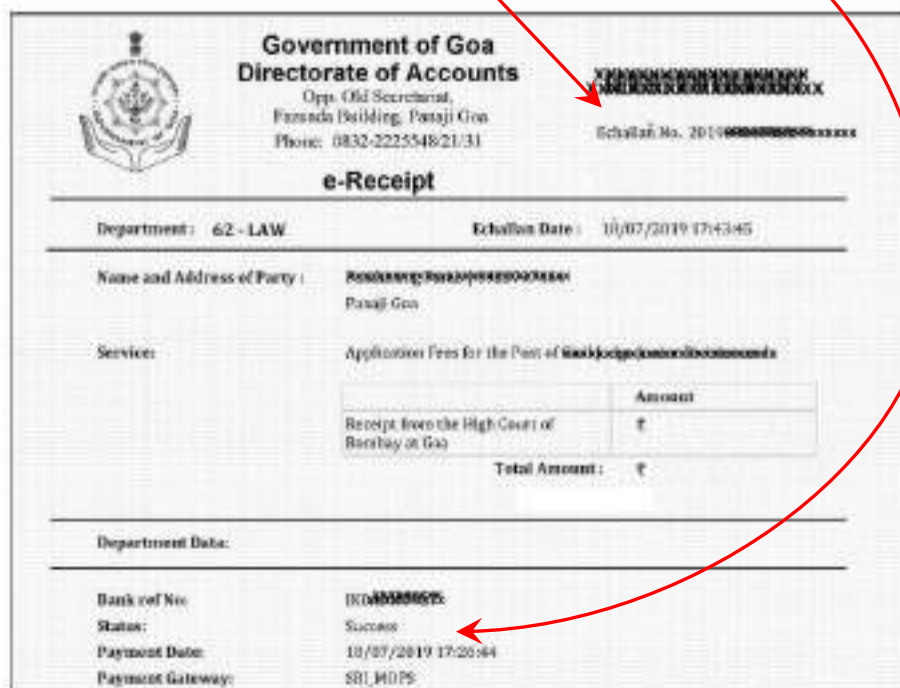 Government of Goa
Directorate of Accounts
Opp. Old Secretariat,
Fazenda Building, Panaji Goa
Phone: 0832-2225548/21/31
Echallan No. 2019
e-Receipt
Department: 62 - LAW
Echallan Date: 10/07/2019 17:43:45
Name and Address of Party :
Panaji Goa
Service: Application Fees for the Post of
Amount
Receipt from the High Court of
Bombay at Goa ₹
Total Amount: ₹
Department Data:
Bank ref No:
Status: Success
Payment Date: 10/07/2019 17:26:44
Payment Gateway: SBI_MOPS